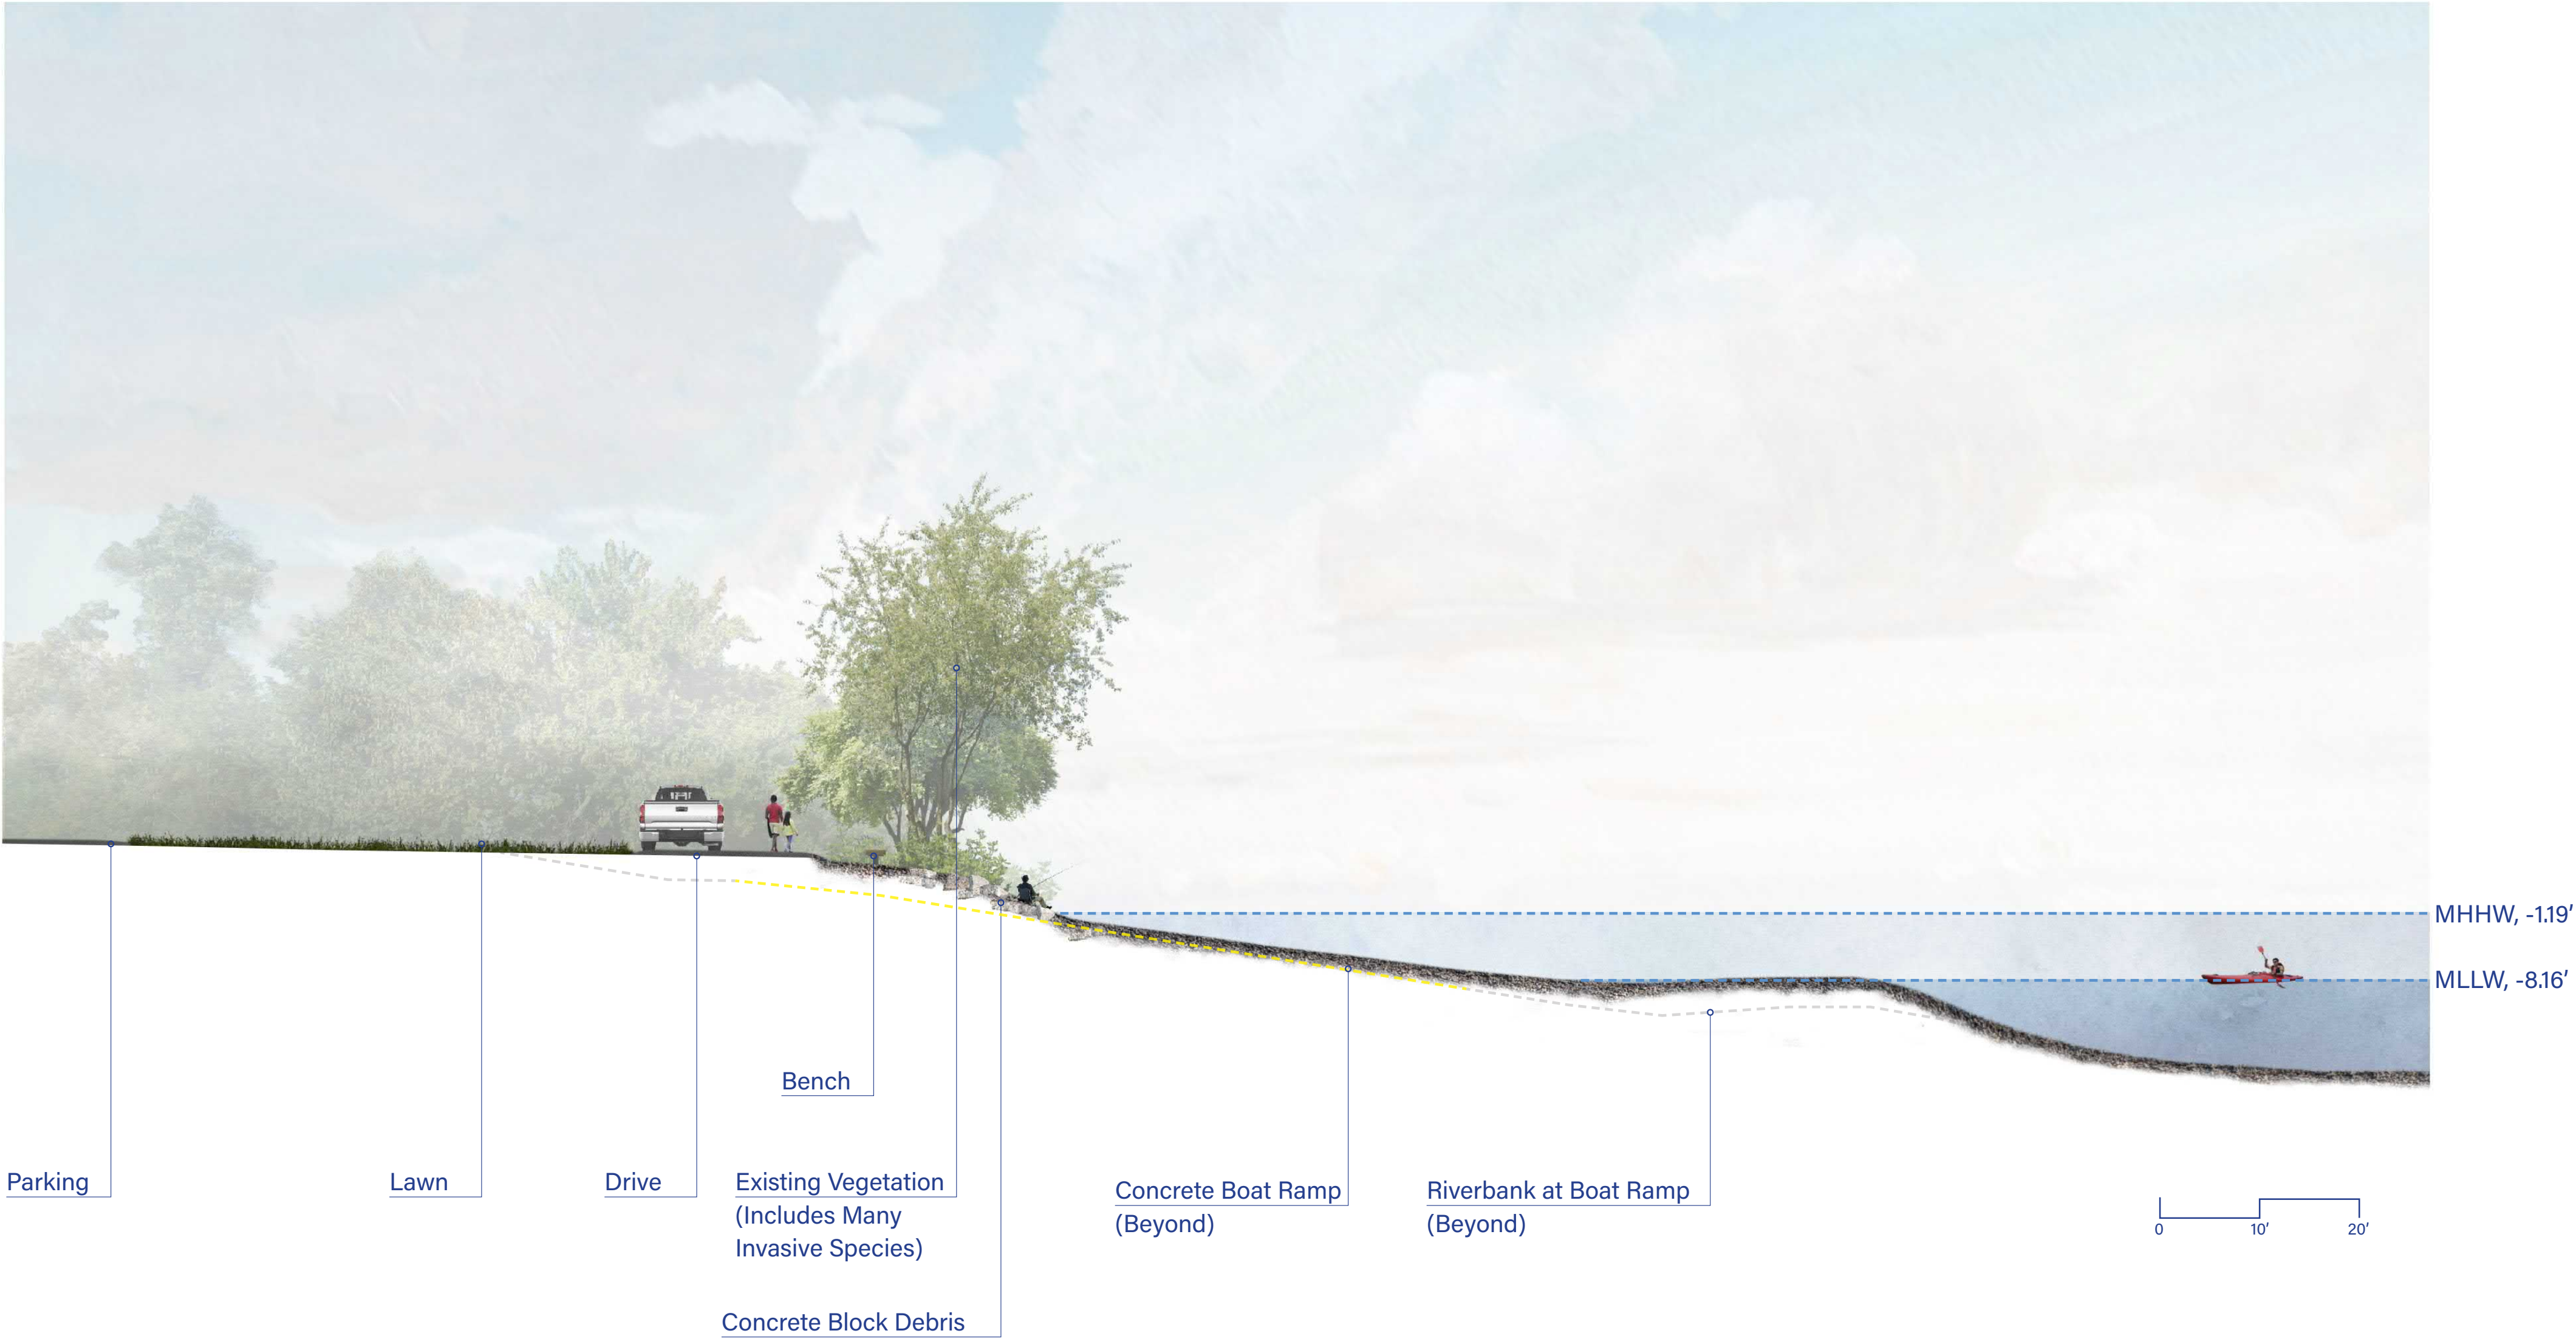 MHHW, -1.19’
MLLW, -8.16’
Bench
Parking
Lawn
Drive
Existing Vegetation
(Includes Many
Invasive Species)
Concrete Boat Ramp
(Beyond)
Riverbank at Boat Ramp
(Beyond)
0 10’ 20’
Concrete Block Debris